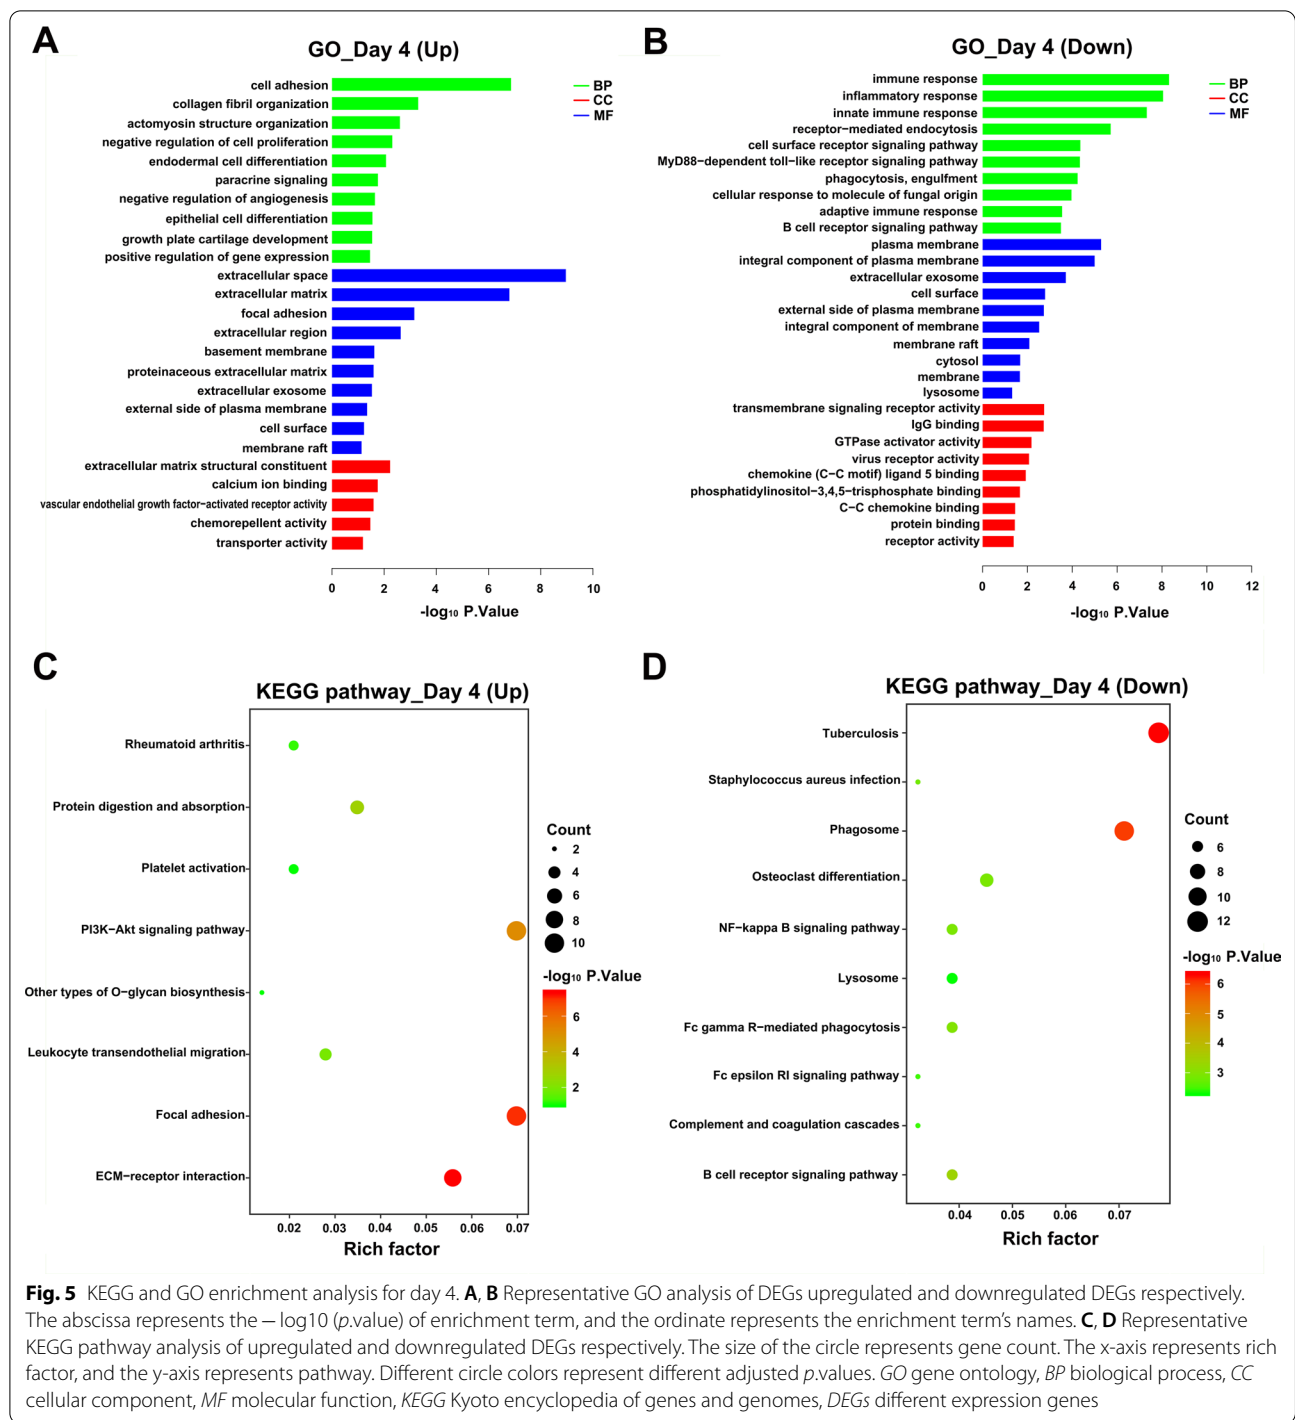 A
GO_Day 4 (Up)
cell adhesion
collagen fibril organization
actomyosin structure organization
negative regulation of cell proliferation
endodermal cell differentiation
paracrine signaling
negative regulation of angiogenesis
epithelial cell differentiation
growth plate cartilage development
positive regulation of gene expression
extracellular space
extracellular matrix
focal adhesion
extracellular region
basement membrane
proteinaceous extracellular matrix
extracellular exosome
external side of plasma membrane
cell surface
membrane raft
extracellular matrix structural constituent
calcium ion binding
vascular endothelial growth factor−activated receptor activity
chemorepellent activity
transporter activity
BP
CC
MF
0 2 4 6 8 10
-log₁₀ P.Value
B
GO_Day 4 (Down)
immune response
inflammatory response
innate immune response
receptor−mediated endocytosis
cell surface receptor signaling pathway
MyD88−dependent toll−like receptor signaling pathway
phagocytosis, engulfment
cellular response to molecule of fungal origin
adaptive immune response
B cell receptor signaling pathway
plasma membrane
integral component of plasma membrane
extracellular exosome
cell surface
external side of plasma membrane
integral component of membrane
membrane raft
cytosol
membrane
lysosome
transmembrane signaling receptor activity
IgG binding
GTPase activator activity
virus receptor activity
chemokine (C−C motif) ligand 5 binding
phosphatidylinositol−3,4,5−trisphosphate binding
C−C chemokine binding
protein binding
receptor activity
BP
CC
MF
0 2 4 6 8 10 12
-log₁₀ P.Value
C
KEGG pathway_Day 4 (Up)
Rheumatoid arthritis
Protein digestion and absorption
Platelet activation
PI3K−Akt signaling pathway
Other types of O−glycan biosynthesis
Leukocyte transendothelial migration
Focal adhesion
ECM−receptor interaction
0.02 0.03 0.04 0.05 0.06 0.07
Rich factor
Count
2
4
6
8
10
-log₁₀ P.Value
6
4
2
D
KEGG pathway_Day 4 (Down)
Tuberculosis
Staphylococcus aureus infection
Phagosome
Osteoclast differentiation
NF−kappa B signaling pathway
Lysosome
Fc gamma R−mediated phagocytosis
Fc epsilon RI signaling pathway
Complement and coagulation cascades
B cell receptor signaling pathway
0.04 0.05 0.06 0.07
Rich factor
Count
6
8
10
12
-log₁₀ P.Value
6
5
4
3
Fig. 5 KEGG and GO enrichment analysis for day 4. A, B Representative GO analysis of DEGs upregulated and downregulated DEGs respectively.
The abscissa represents the − log10 (p.value) of enrichment term, and the ordinate represents the enrichment term's names. C, D Representative
KEGG pathway analysis of upregulated and downregulated DEGs respectively. The size of the circle represents gene count. The x-axis represents rich
factor, and the y-axis represents pathway. Different circle colors represent different adjusted p.values. GO gene ontology, BP biological process, CC
cellular component, MF molecular function, KEGG Kyoto encyclopedia of genes and genomes, DEGs different expression genes